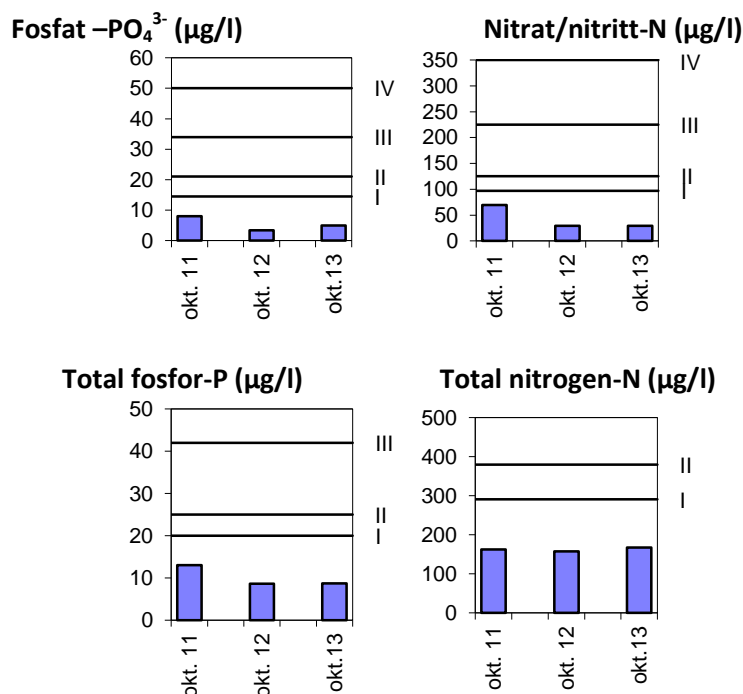 Fosfat –PO₄³⁻ (µg/l)
60
50
40
30
20
10
0
IV
III
II
I
okt. 11
okt. 12
okt.13
Nitrat/nitritt-N (µg/l)
350
300
250
200
150
100
50
0
IV
III
II
I
okt. 11
okt. 12
okt.13
Total fosfor-P (µg/l)
50
40
30
20
10
0
III
II
I
okt. 11
okt. 12
okt.13
Total nitrogen-N (µg/l)
500
400
300
200
100
0
II
I
okt. 11
okt. 12
okt.13